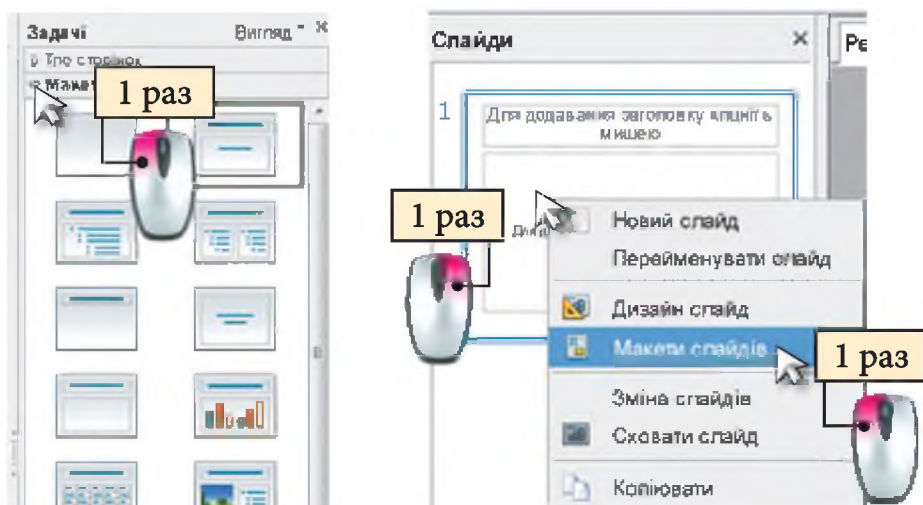 Задачі Вигляд
Тло сторінок
Макет
1 раз
Слайди
Ре
1
Для додавання заголовку клацніть
мишею
1 раз
Новий слайд
Перейменувати слайд
Дизайн слайд
Макети слайдів
1 раз
Зміна слайдів
Сховати слайд
Копіювати